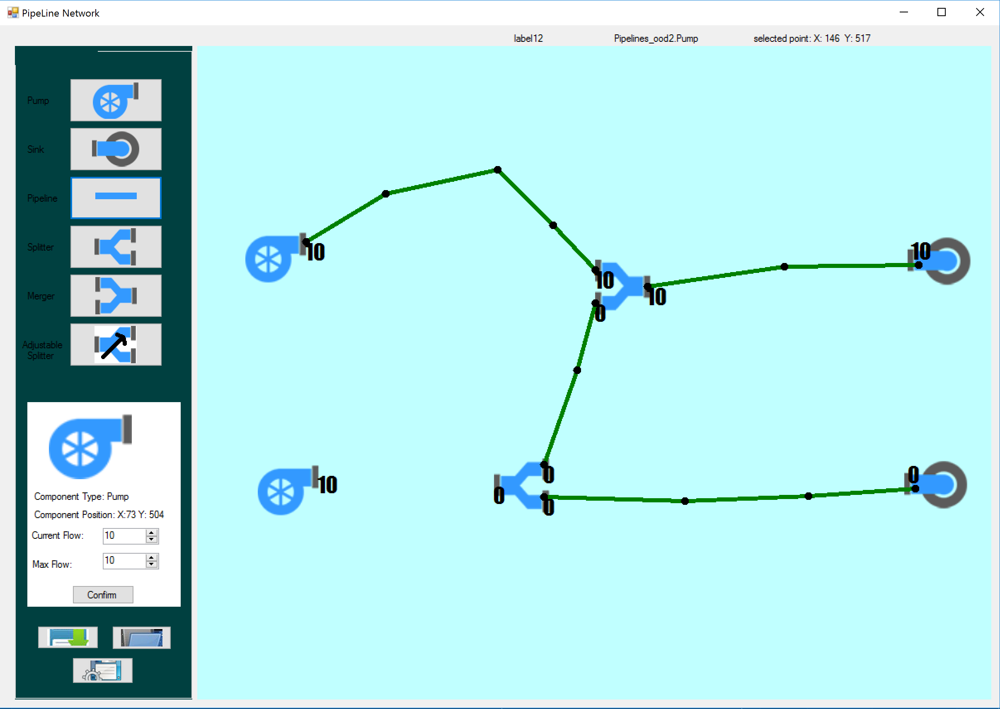 PipeLine Network
label12 Pipelines_ood2.Pump selected point: X: 146 Y: 517
Pump
Sink
Pipeline
Splitter
Merger
Adjustable
Splitter
10
10
10
10
0
0
0
0
10
0
Component Type: Pump
Component Position: X:73 Y: 504
Current Flow: 10
Max Flow: 10
Confirm